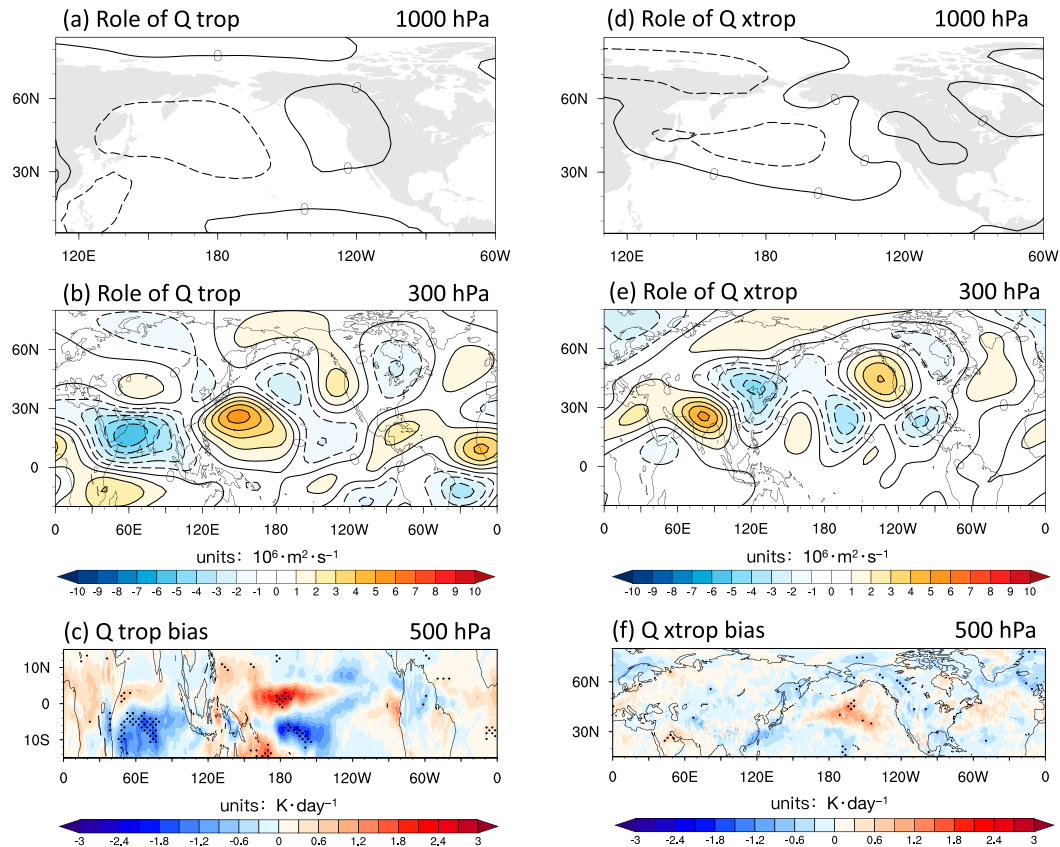 (a) Role of Q trop 1000 hPa
0
60N
0
30N
0
0
120E 180 120W 60W
(d) Role of Q xtrop 1000 hPa
60N
0
0
30N
0
0
0
120E 180 120W 60W
(b) Role of Q trop 300 hPa
60N
30N
0
0 60E 120E 180 120W 60W 0
units: 10⁶·m²·s⁻¹
-10 -9 -8 -7 -6 -5 -4 -3 -2 -1 0 1 2 3 4 5 6 7 8 9 10
(e) Role of Q xtrop 300 hPa
60N
30N
0
0 60E 120E 180 120W 60W 0
units: 10⁶·m²·s⁻¹
-10 -9 -8 -7 -6 -5 -4 -3 -2 -1 0 1 2 3 4 5 6 7 8 9 10
(c) Q trop bias 500 hPa
10N
0
10S
0 60E 120E 180 120W 60W 0
units: K·day⁻¹
-3 -2.4 -1.8 -1.2 -0.6 0 0.6 1.2 1.8 2.4 3
(f) Q xtrop bias 500 hPa
60N
30N
0 60E 120E 180 120W 60W 0
units: K·day⁻¹
-3 -2.4 -1.8 -1.2 -0.6 0 0.6 1.2 1.8 2.4 3